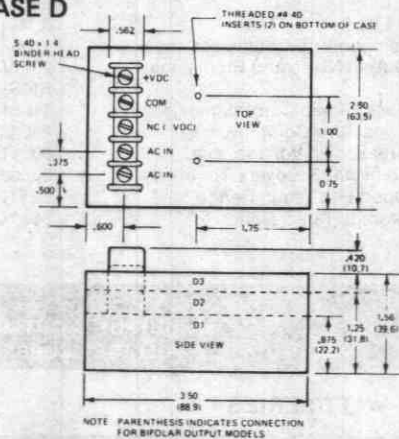 ASE D
.562
THREADED #4 40
INSERTS (2) ON BOTTOM OF CASE
5 40 x 1 4
BINDER HEAD
SCREW
+VDC
COM
NC ( VDC)
AC IN
AC IN
TOP
VIEW
2 50
(63.5)
1.00
0.75
.375
.500
.600
1.75
.420
(10.7)
D3
D2
D1
SIDE VIEW
.875
(22.2)
1.25
(31.8)
1.56
(39.6)
3 50
(88.9)
NOTE PARENTHESIS INDICATES CONNECTION
FOR BIPOLAR OUTPUT MODELS